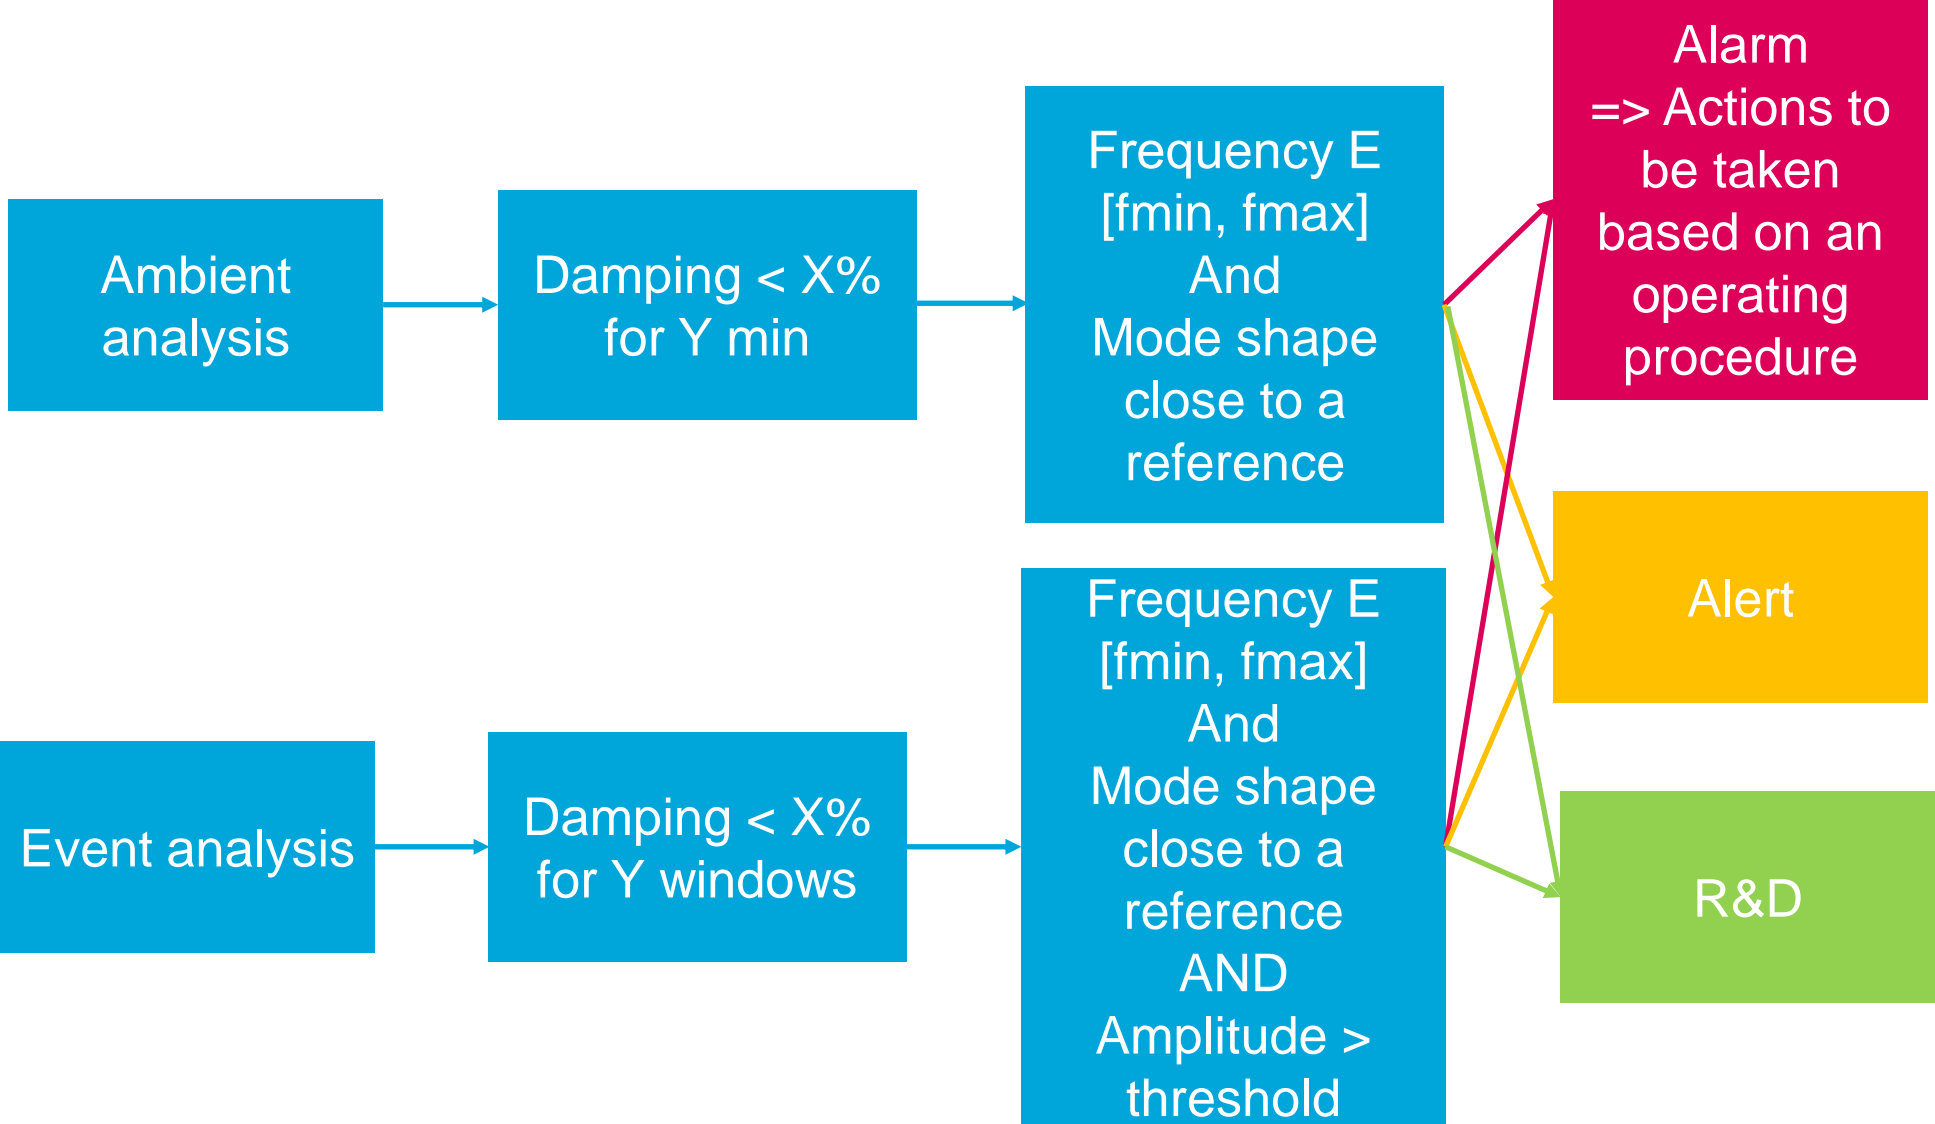 Ambient
analysis
Damping < X%
for Y min
Frequency E
[fmin, fmax]
And
Mode shape
close to a
reference
Alarm
=> Actions to
be taken
based on an
operating
procedure
Alert
Event analysis
Damping < X%
for Y windows
Frequency E
[fmin, fmax]
And
Mode shape
close to a
reference
AND
Amplitude >
threshold
R&D